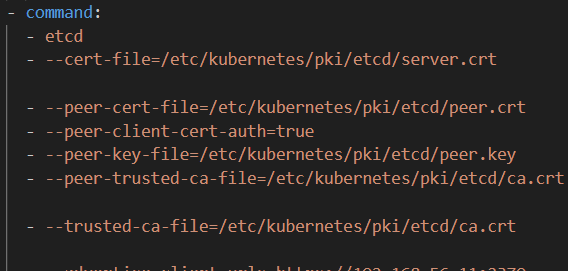 - command:
- etcd
- --cert-file=/etc/kubernetes/pki/etcd/server.crt
- --peer-cert-file=/etc/kubernetes/pki/etcd/peer.crt
- --peer-client-cert-auth=true
- --peer-key-file=/etc/kubernetes/pki/etcd/peer.key
- --peer-trusted-ca-file=/etc/kubernetes/pki/etcd/ca.crt
- --trusted-ca-file=/etc/kubernetes/pki/etcd/ca.crt